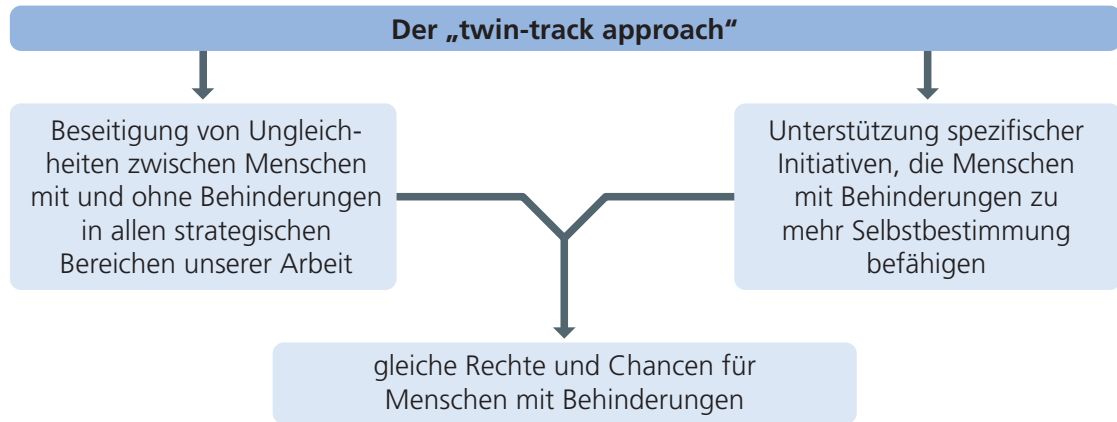 Der „twin-track approach“
Beseitigung von Ungleich-
heiten zwischen Menschen
mit und ohne Behinderungen
in allen strategischen
Bereichen unserer Arbeit
Unterstützung spezifischer
Initiativen, die Menschen
mit Behinderungen zu
mehr Selbstbestimmung
befähigen
gleiche Rechte und Chancen für
Menschen mit Behinderungen